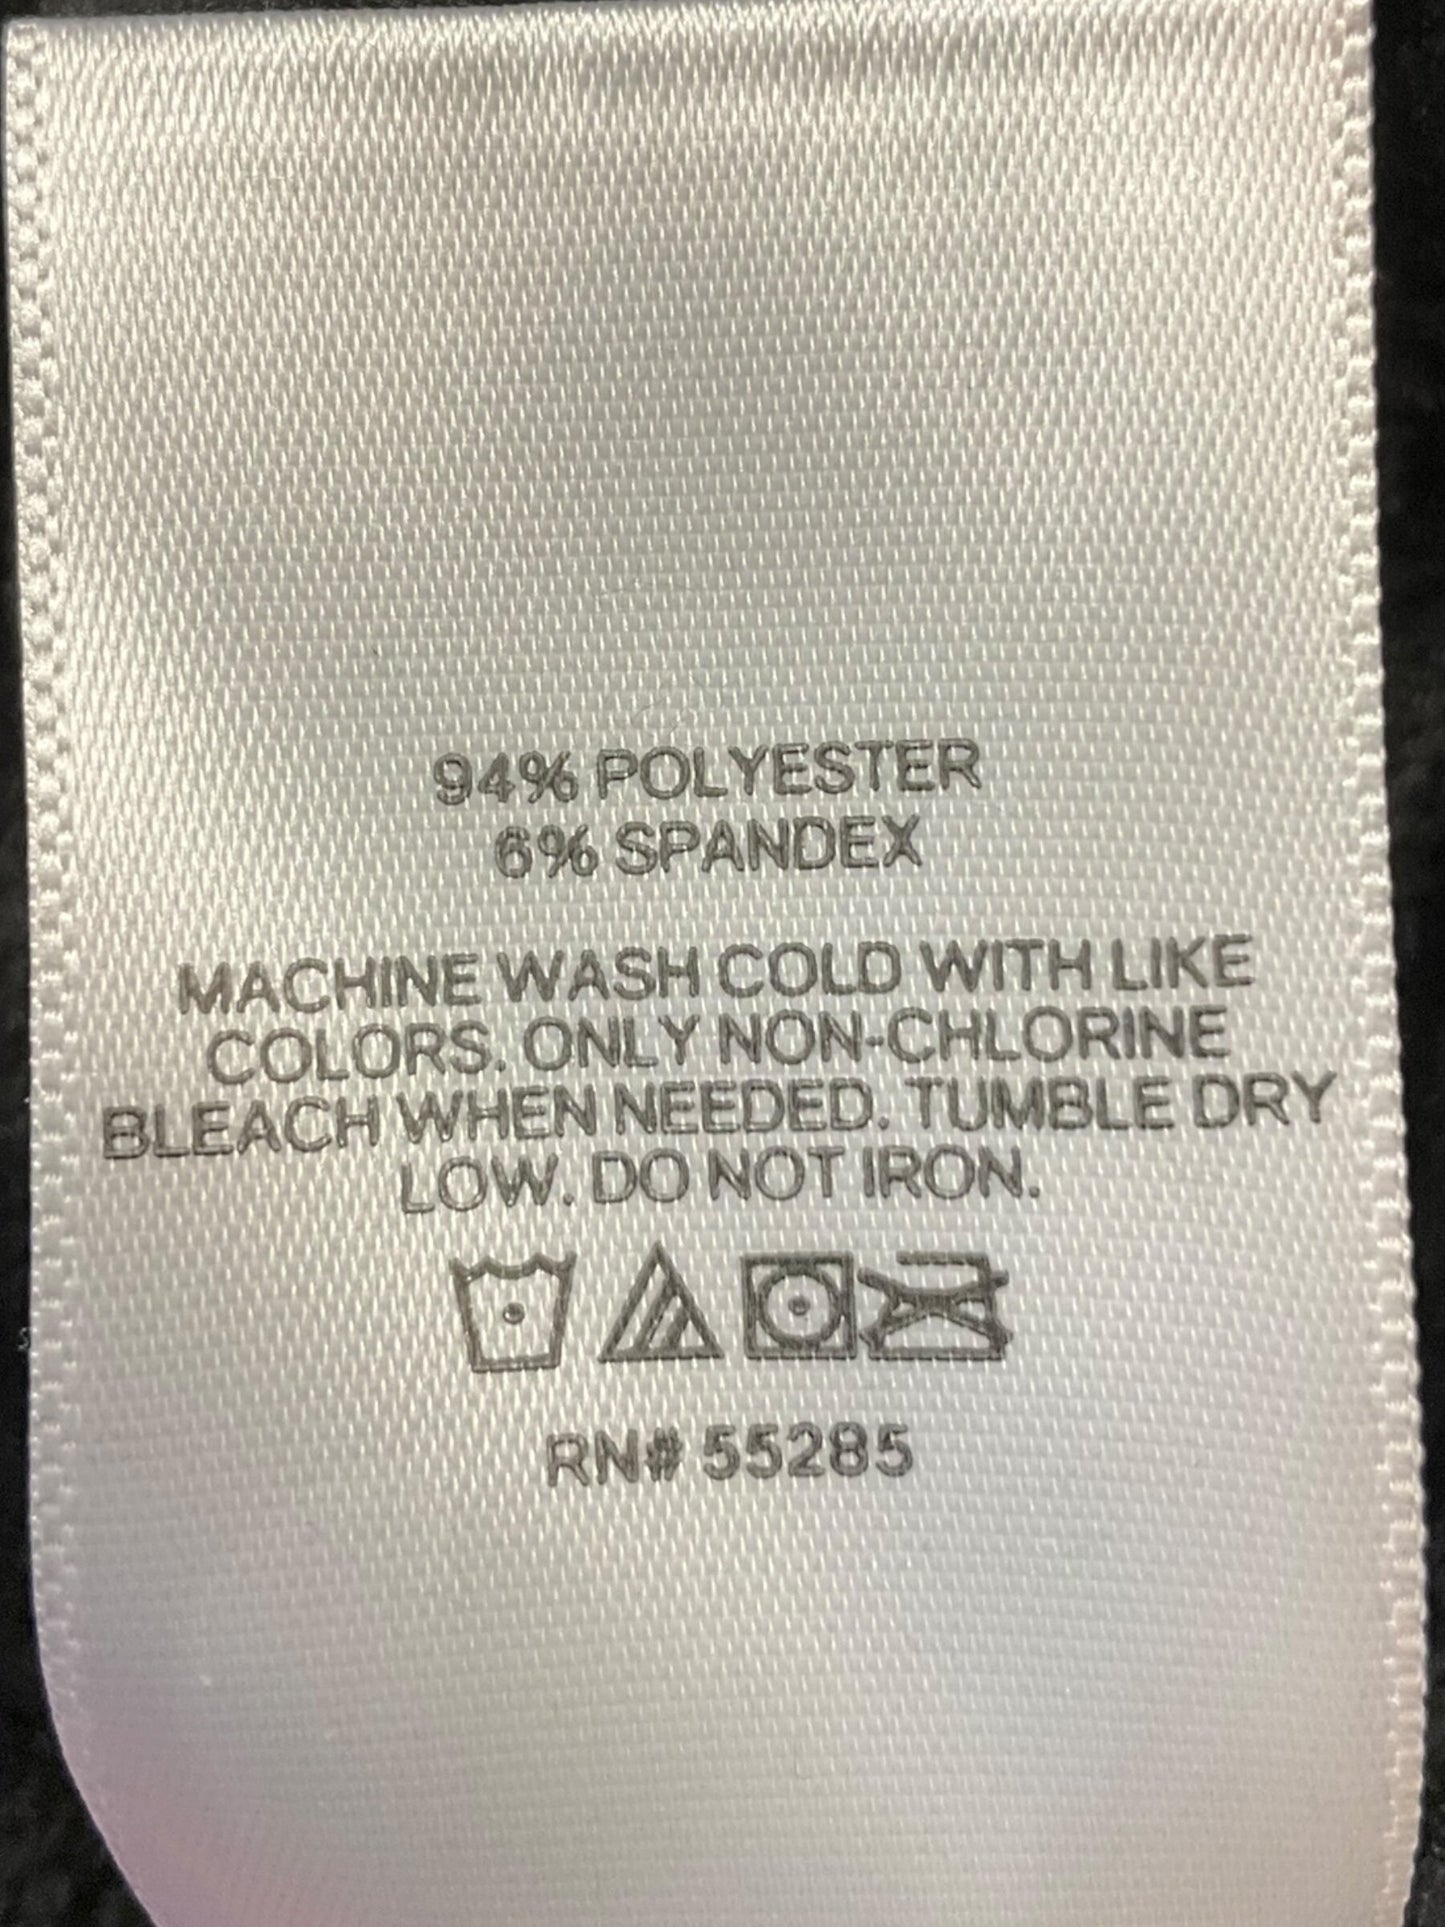 94% POLYESTER
6% SPANDEX
MACHINE WASH COLD WITH LIKE
COLORS. ONLY NON-CHLORINE
BLEACH WHEN NEEDED. TUMBLE DRY
LOW. DO NOT IRON.
RN# 55285